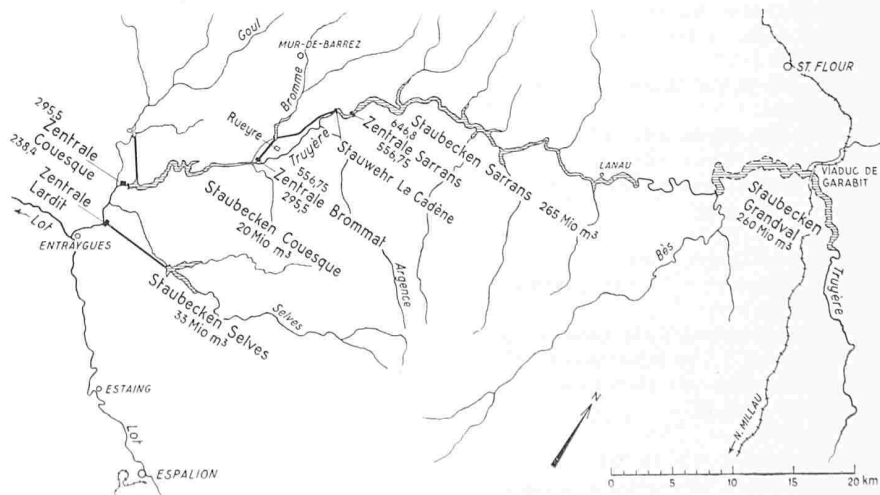 Goul
MUR-DE-BARREZ
Bromme
ST. FLOUR
295,5
Zentrale
Couesque
238,4
Zentrale
Lardit
Rueyre
Truyère
Staubecken Sarrans
265 Mio m³
646,8
Zentrale Sarrans
556,75
Stauwehr La Cadène
556,75
Zentrale Brommat
295,5
Staubecken Couesque
20 Mio m³
LANAU
VIADUC DE
GARABIT
Staubecken
Grandval
260 Mio m³
Truyère
Lot
ENTRAYGUES
Staubecken Selves
33 Mio m³
Selves
Argence
Bès
ESTAING
Lot
ESPALION
N
N. MILLAU
0 5 10 15 20 km